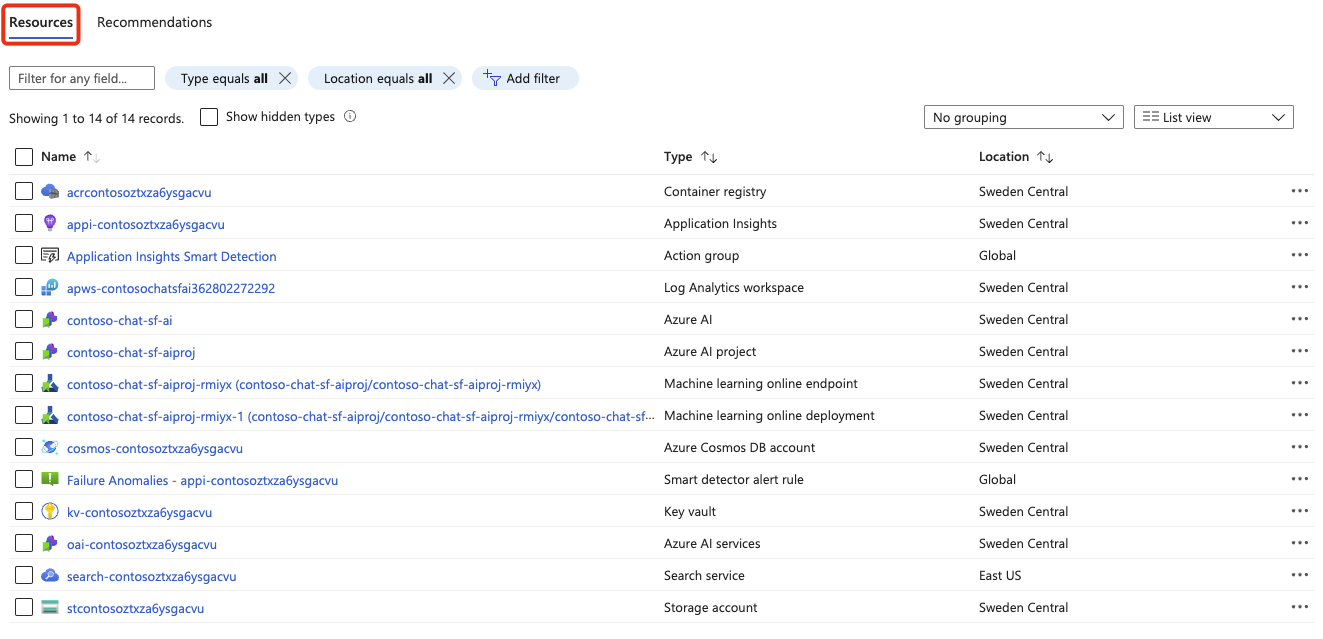 Resources Recommendations
Filter for any field... Type equals all Location equals all Add filter
Showing 1 to 14 of 14 records. Show hidden types No grouping List view
Name Type Location
acrcontosoztxza6ysgacvu Container registry Sweden Central
appi-contosoztxza6ysgacvu Application Insights Sweden Central
Application Insights Smart Detection Action group Global
apws-contosochatsfai362802272292 Log Analytics workspace Sweden Central
contoso-chat-sf-ai Azure AI Sweden Central
contoso-chat-sf-aiproj Azure AI project Sweden Central
contoso-chat-sf-aiproj-rmiyx (contoso-chat-sf-aiproj/contoso-chat-sf-aiproj-rmiyx) Machine learning online endpoint Sweden Central
contoso-chat-sf-aiproj-rmiyx-1 (contoso-chat-sf-aiproj/contoso-chat-sf-aiproj-rmiyx/contoso-chat-sf-... Machine learning online deployment Sweden Central
cosmos-contosoztxza6ysgacvu Azure Cosmos DB account Sweden Central
Failure Anomalies - appi-contosoztxza6ysgacvu Smart detector alert rule Global
kv-contosoztxza6ysgacvu Key vault Sweden Central
oai-contosoztxza6ysgacvu Azure AI services Sweden Central
search-contosoztxza6ysgacvu Search service East US
stcontosoztxza6ysgacvu Storage account Sweden Central